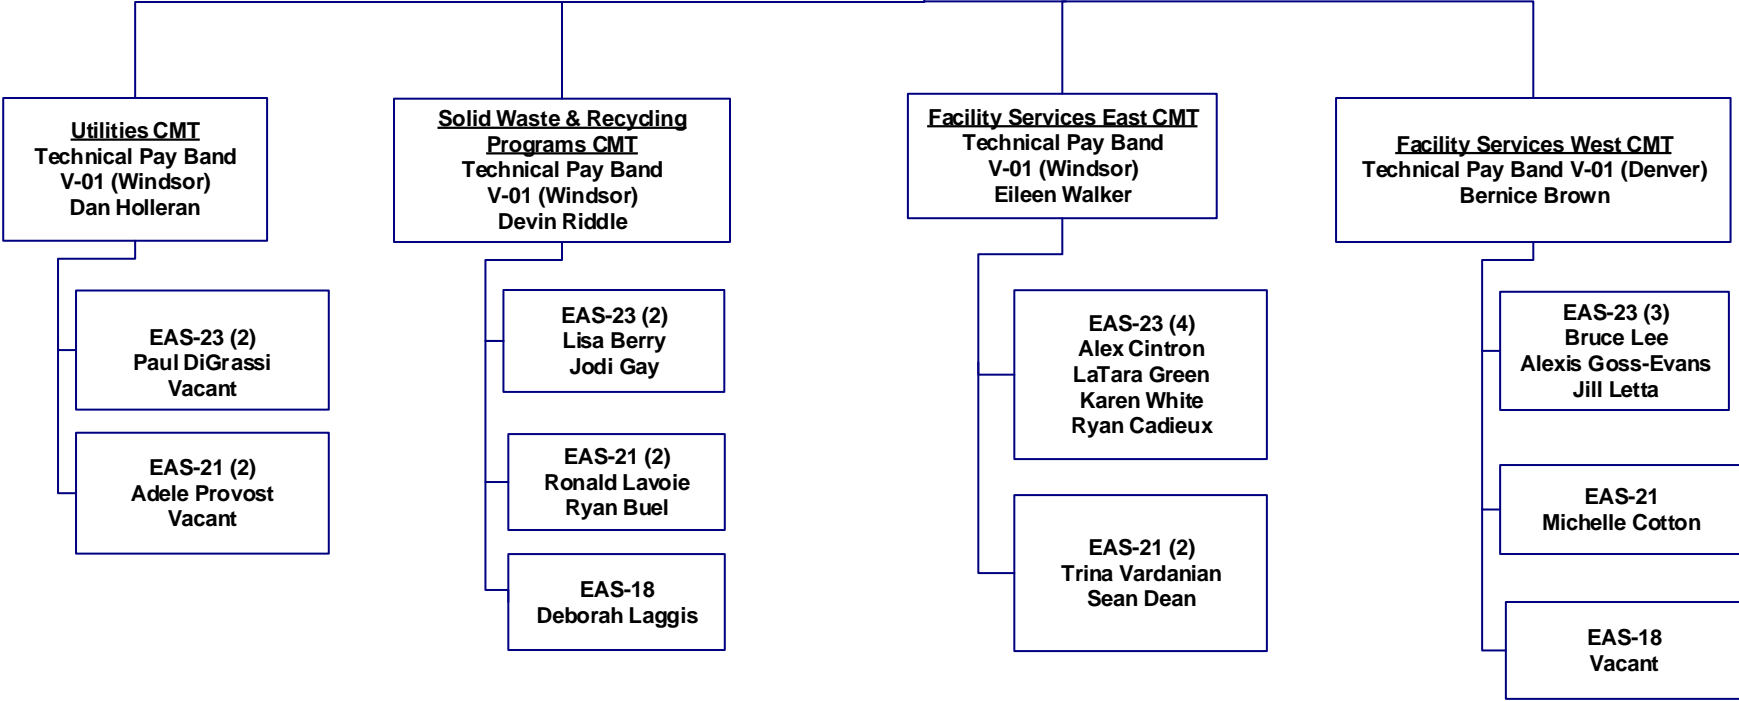 Utilities CMT
Technical Pay Band
V-01 (Windsor)
Dan Holleran
EAS-23 (2)
Paul DiGrassi
Vacant
EAS-21 (2)
Adele Provost
Vacant
Solid Waste & Recycling
Programs CMT
Technical Pay Band
V-01 (Windsor)
Devin Riddle
EAS-23 (2)
Lisa Berry
Jodi Gay
EAS-21 (2)
Ronald Lavoie
Ryan Buel
EAS-18
Deborah Laggis
Facility Services East CMT
Technical Pay Band
V-01 (Windsor)
Eileen Walker
EAS-23 (4)
Alex Cintron
LaTara Green
Karen White
Ryan Cadieux
EAS-21 (2)
Trina Vardanian
Sean Dean
Facility Services West CMT
Technical Pay Band V-01 (Denver)
Bernice Brown
EAS-23 (3)
Bruce Lee
Alexis Goss-Evans
Jill Letta
EAS-21
Michelle Cotton
EAS-18
Vacant